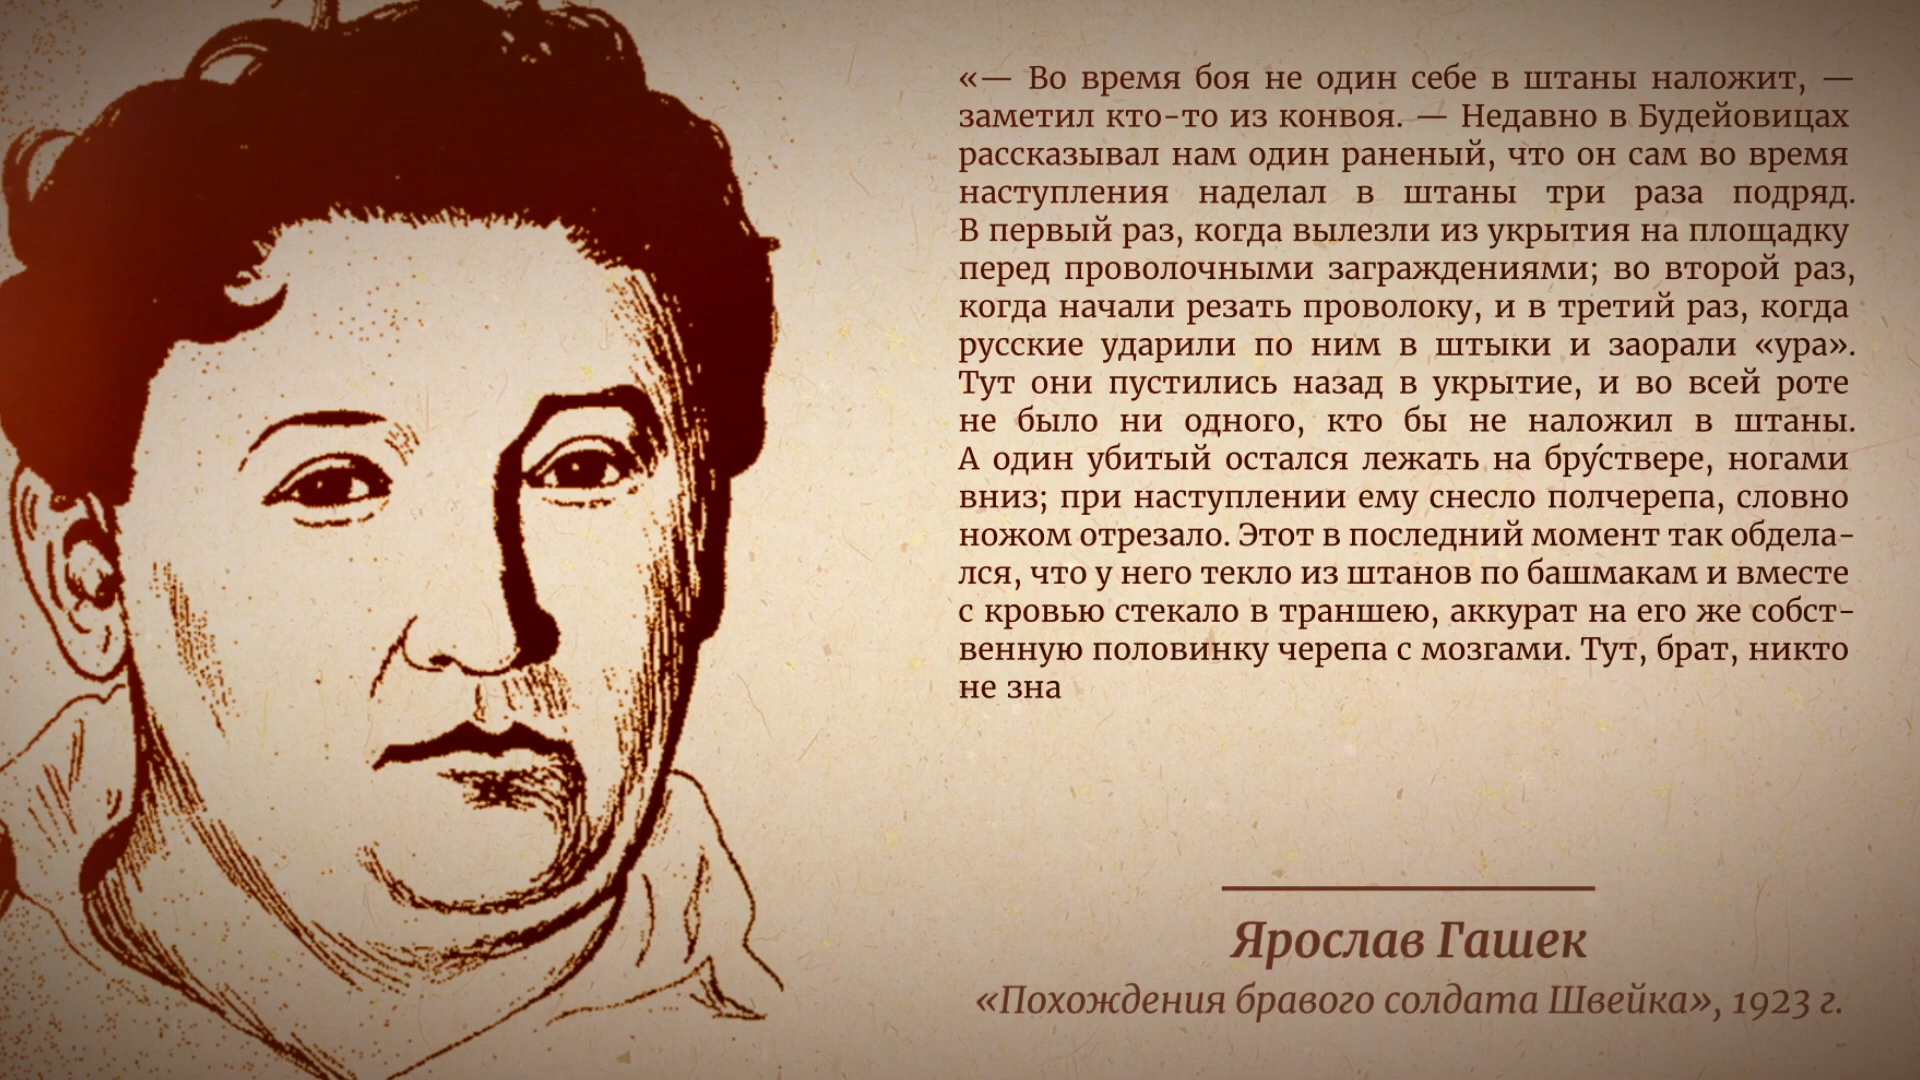 «— Во время боя не один себе в штаны наложит, —
заметил кто-то из конвоя. — Недавно в Будейовицах
рассказывал нам один раненый, что он сам во время
наступления наделал в штаны три раза подряд.
В первый раз, когда вылезли из укрытия на площадку
перед проволочными заграждениями; во второй раз,
когда начали резать проволоку, и в третий раз, когда
русские ударили по ним в штыки и заорали «ура».
Тут они пустились назад в укрытие, и во всей роте
не было ни одного, кто бы не наложил в штаны.
А один убитый остался лежать на бру́ствере, ногами
вниз; при наступлении ему снесло полчерепа, словно
ножом отрезало. Этот в последний момент так обдела-
лся, что у него текло из штанов по башмакам и вместе
с кровью стекало в траншею, аккурат на его же собст-
венную половинку черепа с мозгами. Тут, брат, никто
не зна
Ярослав Гашек
«Похождения бравого солдата Швейка», 1923 г.